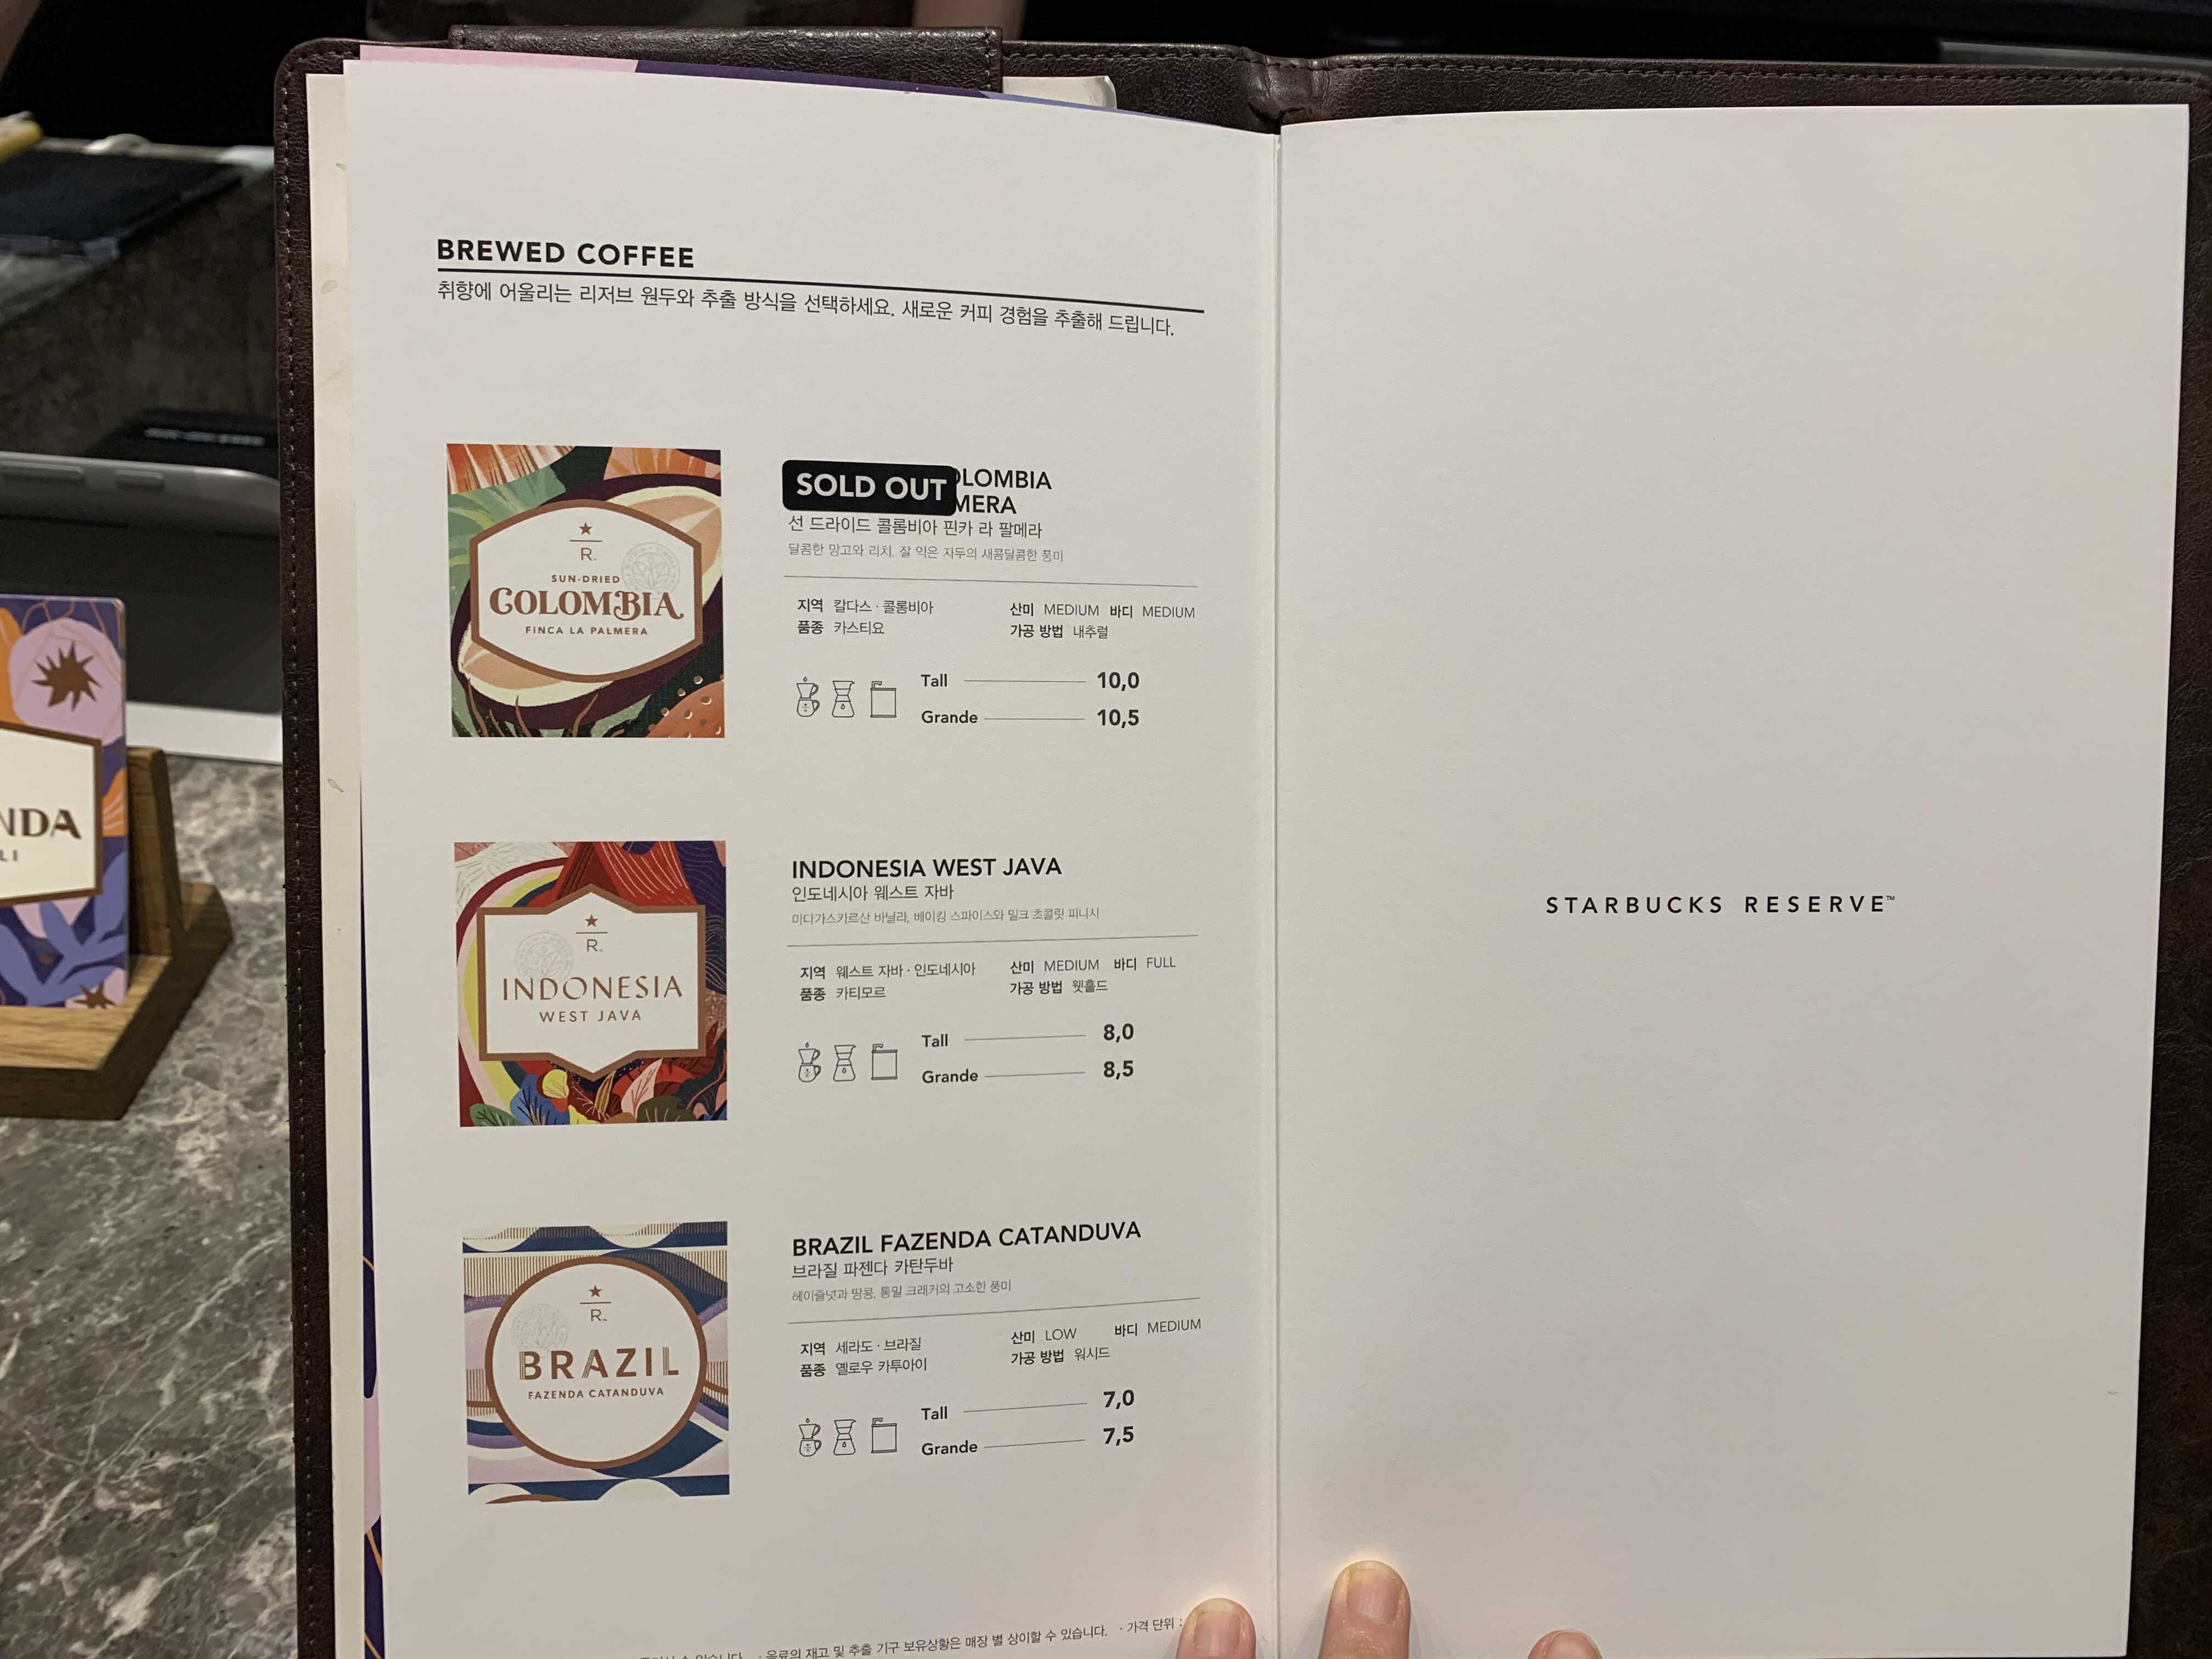 BREWED COFFEE
취향에 어울리는 리저브 원두와 추출 방식을 선택하세요. 새로운 커피 경험을 추출해 드립니다.
R
SUN-DRIED
COLOMBIA
FINCA LA PALMERA
SOLD OUT OLOMBIA
MERA
선 드라이드 콜롬비아 핀카 라 팔메라
달콤한 망고와 리치, 잘 익은 자두의 새콤달콤한 풍미
지역 칼다스 · 콜롬비아 산미 MEDIUM 바디 MEDIUM
품종 카스티요 가공 방법 내추럴
Tall 10,0
Grande 10,5
R
INDONESIA
WEST JAVA
INDONESIA WEST JAVA
인도네시아 웨스트 자바
마다가스카르산 바닐라, 베이킹 스파이스와 밀크 초콜릿 피니시
지역 웨스트 자바 · 인도네시아 산미 MEDIUM 바디 FULL
품종 카티모르 가공 방법 웻훌드
Tall 8,0
Grande 8,5
R
BRAZIL
FAZENDA CATANDUVA
BRAZIL FAZENDA CATANDUVA
브라질 파젠다 카탄두바
헤이즐넛과 땅콩, 통밀 크래커의 고소한 풍미
지역 세라도 · 브라질 산미 LOW 바디 MEDIUM
품종 옐로우 카투아이 가공 방법 워시드
Tall 7,0
Grande 7,5
· 음료의 재고 및 추출 기구 보유상황은 매장 별 상이할 수 있습니다. · 가격 단위 :
STARBUCKS RESERVE™
NDA
LI